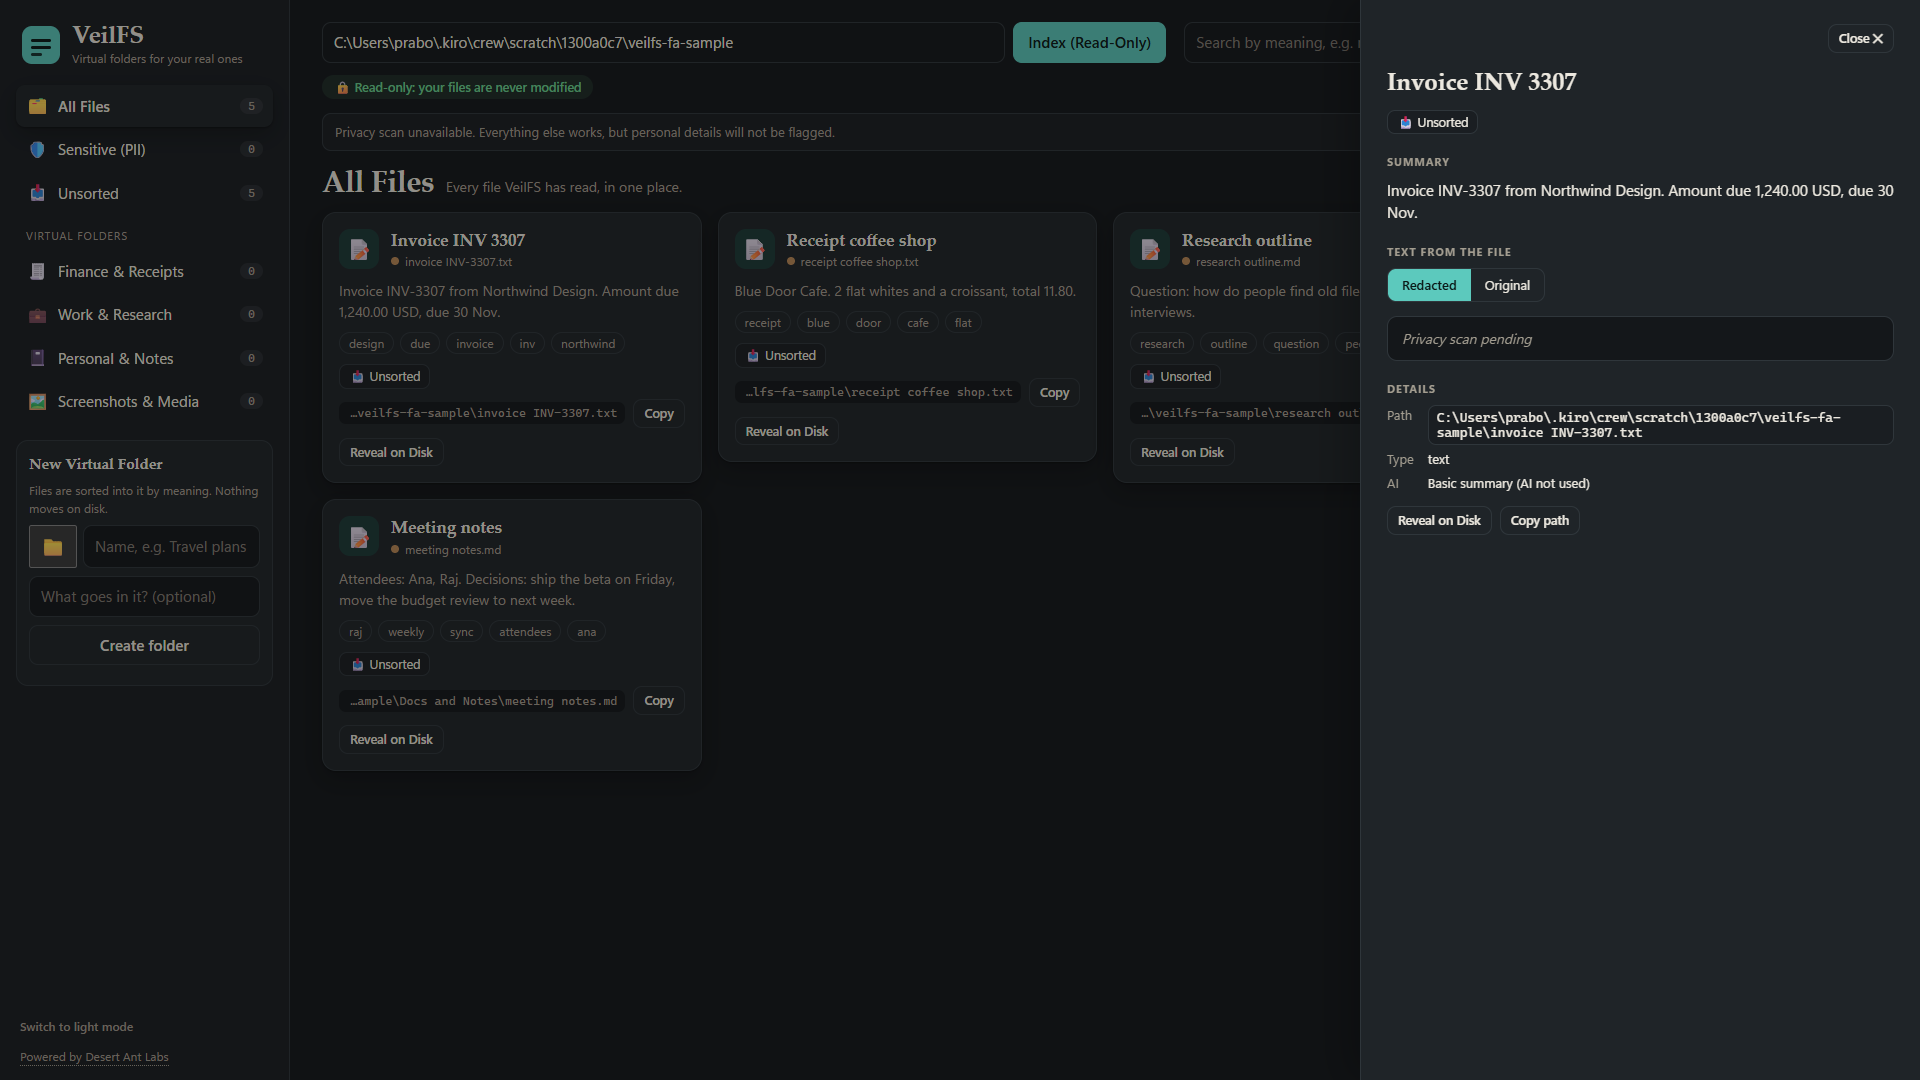 VeilFS
Virtual folders for your real ones
All Files 5
Sensitive (PII) 0
Unsorted 5
VIRTUAL FOLDERS
Finance & Receipts 0
Work & Research 0
Personal & Notes 0
Screenshots & Media 0
New Virtual Folder
Files are sorted into it by meaning. Nothing
moves on disk.
Name, e.g. Travel plans
What goes in it? (optional)
Create folder
Switch to light mode
Powered by Desert Ant Labs
C:\Users\prabo\.kiro\crew\scratch\1300a0c7\veilfs-fa-sample
Index (Read-Only)
Search by meaning, e.g.
Read-only: your files are never modified
Privacy scan unavailable. Everything else works, but personal details will not be flagged.
All Files Every file VeilFS has read, in one place.
Invoice INV 3307
invoice INV-3307.txt
Invoice INV-3307 from Northwind Design. Amount due
1,240.00 USD, due 30 Nov.
design due invoice inv northwind
Unsorted
…veilfs-fa-sample\invoice INV-3307.txt Copy
Reveal on Disk
Receipt coffee shop
receipt coffee shop.txt
Blue Door Cafe. 2 flat whites and a croissant, total 11.80.
receipt blue door cafe flat
Unsorted
…lfs-fa-sample\receipt coffee shop.txt Copy
Reveal on Disk
Research outline
research outline.md
Question: how do people find old file
interviews.
research outline question pe
Unsorted
…\veilfs-fa-sample\research out
Reveal on Disk
Meeting notes
meeting notes.md
Attendees: Ana, Raj. Decisions: ship the beta on Friday,
move the budget review to next week.
raj weekly sync attendees ana
Unsorted
…ample\Docs and Notes\meeting notes.md Copy
Reveal on Disk
Close ✕
Invoice INV 3307
Unsorted
SUMMARY
Invoice INV-3307 from Northwind Design. Amount due 1,240.00 USD, due 30
Nov.
TEXT FROM THE FILE
Redacted Original
Privacy scan pending
DETAILS
Path C:\Users\prabo\.kiro\crew\scratch\1300a0c7\veilfs-fa-
sample\invoice INV-3307.txt
Type text
AI Basic summary (AI not used)
Reveal on Disk Copy path